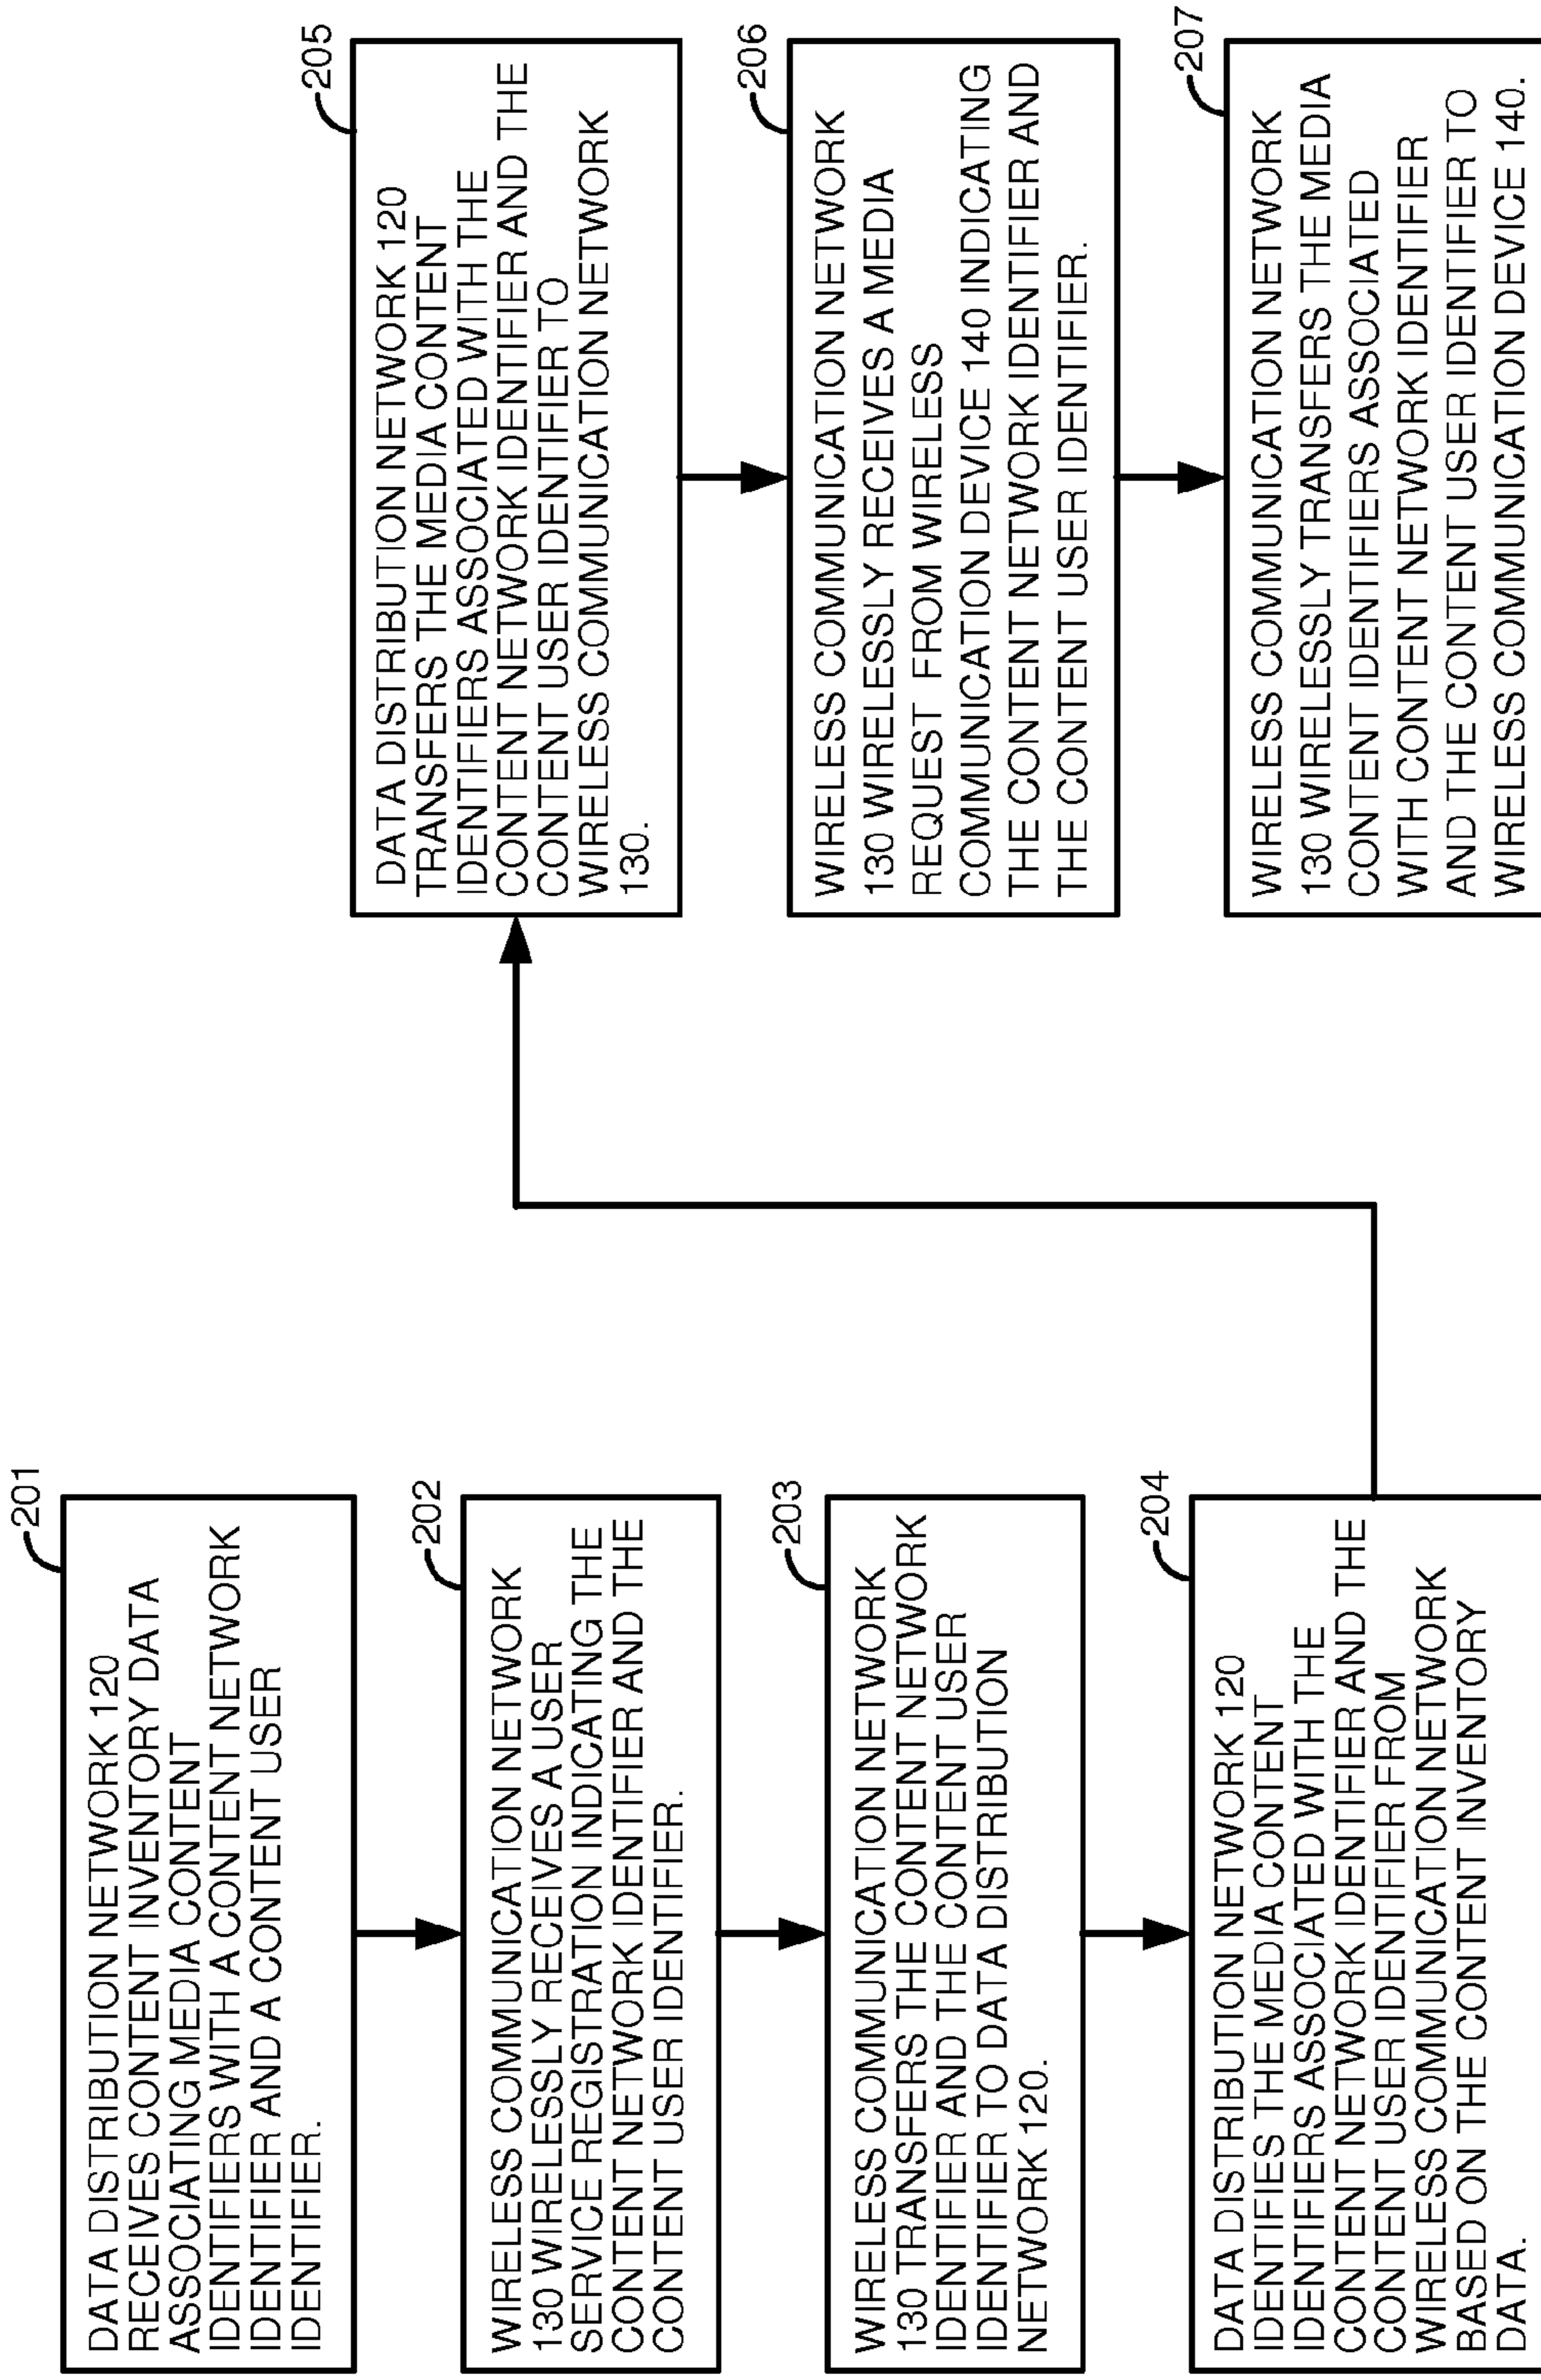 201
DATA DISTRIBUTION NETWORK 120
RECEIVES CONTENT INVENTORY DATA
ASSOCIATING MEDIA CONTENT
IDENTIFIERS WITH A CONTENT NETWORK
IDENTIFIER AND A CONTENT USER
IDENTIFIER.
202
WIRELESS COMMUNICATION NETWORK
130 WIRELESSLY RECEIVES A USER
SERVICE REGISTRATION INDICATING THE
CONTENT NETWORK IDENTIFIER AND THE
CONTENT USER IDENTIFIER.
203
WIRELESS COMMUNICATION NETWORK
130 TRANSFERS THE CONTENT NETWORK
IDENTIFIER AND THE CONTENT USER
IDENTIFIER TO DATA DISTRIBUTION
NETWORK 120.
204
DATA DISTRIBUTION NETWORK 120
IDENTIFIES THE MEDIA CONTENT
IDENTIFIERS ASSOCIATED WITH THE
CONTENT NETWORK IDENTIFIER AND THE
CONTENT USER IDENTIFIER FROM
WIRELESS COMMUNICATION NETWORK
BASED ON THE CONTENT INVENTORY
DATA.
205
DATA DISTRIBUTION NETWORK 120
TRANSFERS THE MEDIA CONTENT
IDENTIFIERS ASSOCIATED WITH THE
CONTENT NETWORK IDENTIFIER AND THE
CONTENT USER IDENTIFIER TO
WIRELESS COMMUNICATION NETWORK
130.
206
WIRELESS COMMUNICATION NETWORK
130 WIRELESSLY RECEIVES A MEDIA
REQUEST FROM WIRELESS
COMMUNICATION DEVICE 140 INDICATING
THE CONTENT NETWORK IDENTIFIER AND
THE CONTENT USER IDENTIFIER.
207
WIRELESS COMMUNICATION NETWORK
130 WIRELESSLY TRANSFERS THE MEDIA
CONTENT IDENTIFIERS ASSOCIATED
WITH CONTENT NETWORK IDENTIFIER
AND THE CONTENT USER IDENTIFIER TO
WIRELESS COMMUNICATION DEVICE 140.